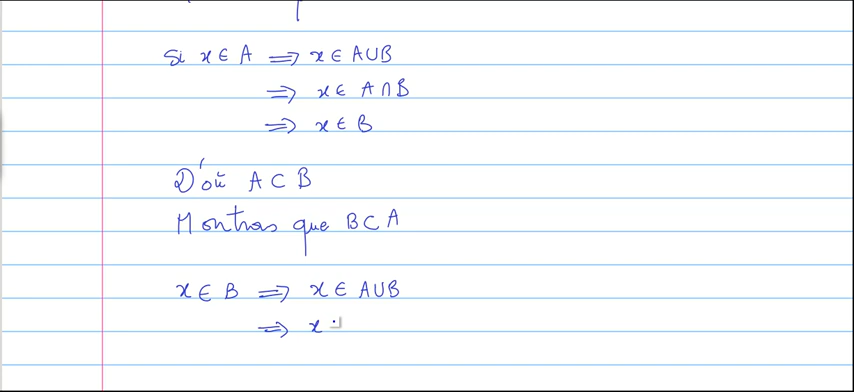 Si x ∈ A ⟹ x ∈ A∪B
⟹ x ∈ A∩B
⟹ x ∈ B
D'où A ⊂ B
Montrons que B ⊂ A
x ∈ B ⟹ x ∈ A∪B
⟹ x